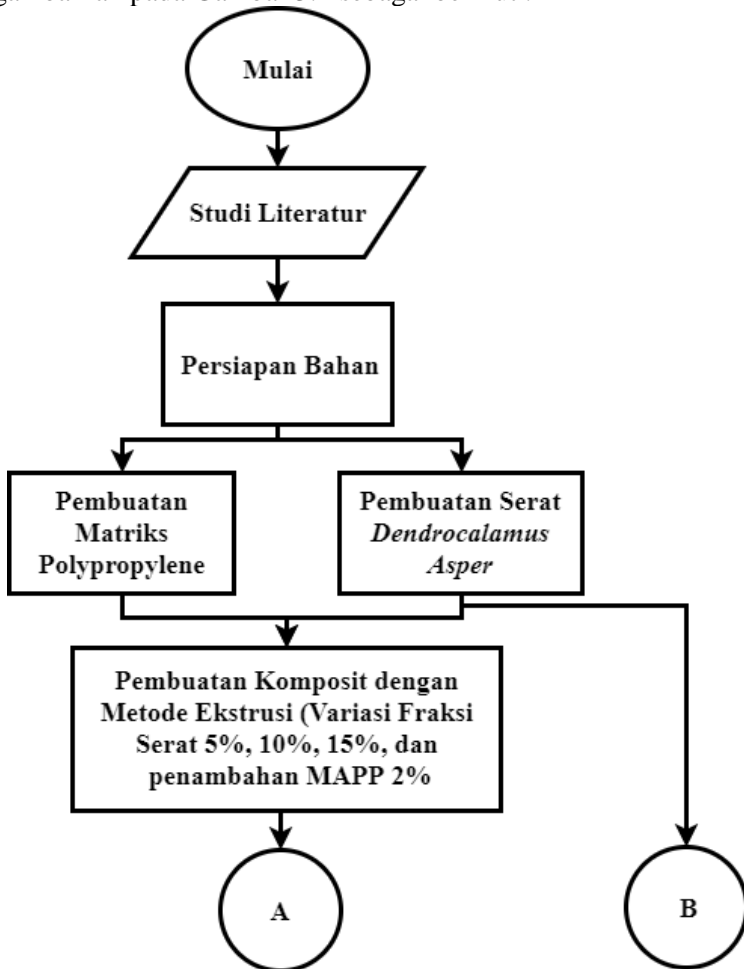 Mulai
Studi Literatur
Persiapan Bahan
Pembuatan
Matriks
Polypropylene
Pembuatan Serat
Dendrocalamus
Asper
Pembuatan Komposit dengan
Metode Ekstrusi (Variasi Fraksi
Serat 5%, 10%, 15%, dan
penambahan MAPP 2%
A
B